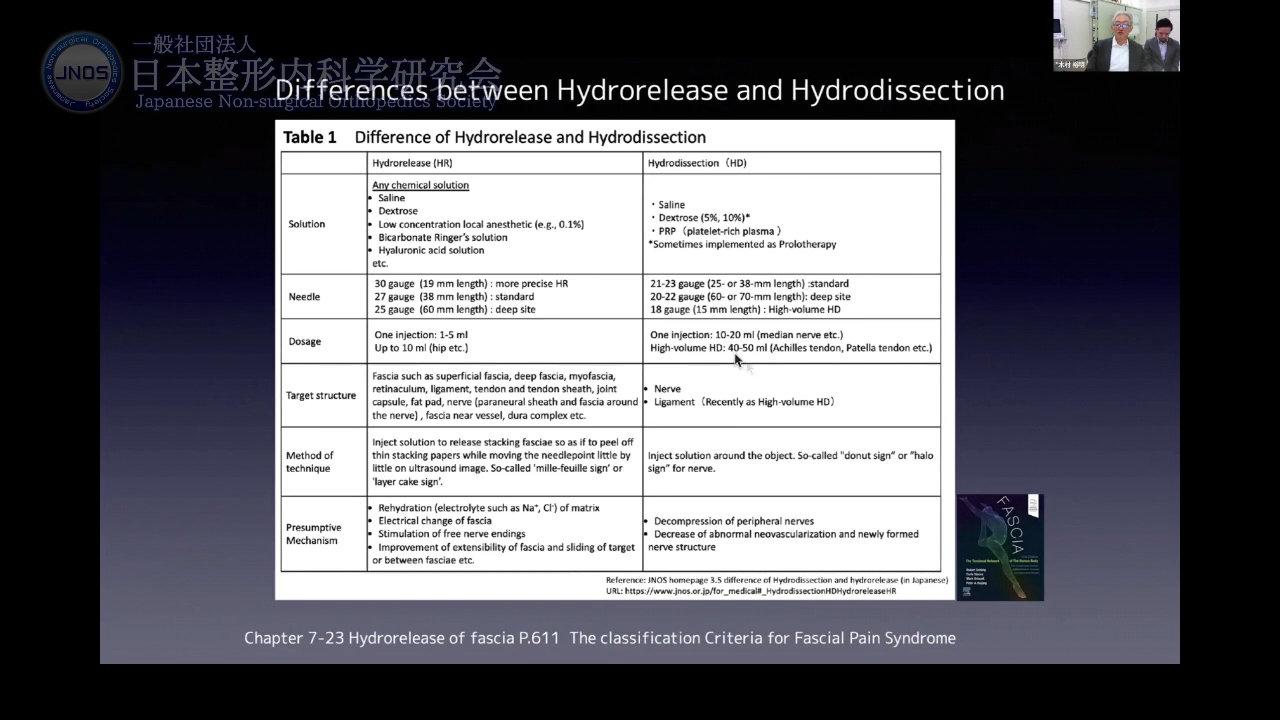 一般社団法人
日本整形内科学研究会
Japanese Non-surgical Orthopedics Society
JNOS
Differences between Hydrorelease and Hydrodissection
Table 1 Difference of Hydrorelease and Hydrodissection
Hydrorelease (HR)
Hydrodissection（HD）
Solution
Any chemical solution
• Saline
• Dextrose
• Low concentration local anesthetic (e.g., 0.1%)
• Bicarbonate Ringer's solution
• Hyaluronic acid solution
etc.
・Saline
・Dextrose (5%, 10%)*
・PRP （platelet-rich plasma ）
*Sometimes implemented as Prolotherapy
Needle
30 gauge (19 mm length) : more precise HR
27 gauge (38 mm length) : standard
25 gauge (60 mm length) : deep site
21-23 gauge (25- or 38-mm length) :standard
20-22 gauge (60- or 70-mm length): deep site
18 gauge (15 mm length) : High-volume HD
Dosage
One injection: 1-5 ml
Up to 10 ml (hip etc.)
One injection: 10-20 ml (median nerve etc.)
High-volume HD: 40-50 ml (Achilles tendon, Patella tendon etc.)
Target structure
Fascia such as superficial fascia, deep fascia, myofascia,
retinaculum, ligament, tendon and tendon sheath, joint
capsule, fat pad, nerve (paraneural sheath and fascia around
the nerve) , fascia near vessel, dura complex etc.
• Nerve
• Ligament （Recently as High-volume HD）
Method of
technique
Inject solution to release stacking fasciae so as if to peel off
thin stacking papers while moving the needlepoint little by
little on ultrasound image. So-called 'mille-feuille sign' or
'layer cake sign'.
Inject solution around the object. So-called "donut sign" or "halo
sign" for nerve.
Presumptive
Mechanism
• Rehydration (electrolyte such as Na⁺, Cl⁻) of matrix
• Electrical change of fascia
• Stimulation of free nerve endings
• Improvement of extensibility of fascia and sliding of target
or between fasciae etc.
• Decompression of peripheral nerves
• Decrease of abnormal neovascularization and newly formed
nerve structure
Reference: JNOS homepage 3.5 difference of Hydrodissection and hydrorelease (in Japanese)
URL: https://www.jnos.or.jp/for_medical#_HydrodissectionHDHydroreleaseHR
FASCIA
Chapter 7-23 Hydrorelease of fascia P.611 The classification Criteria for Fascial Pain Syndrome